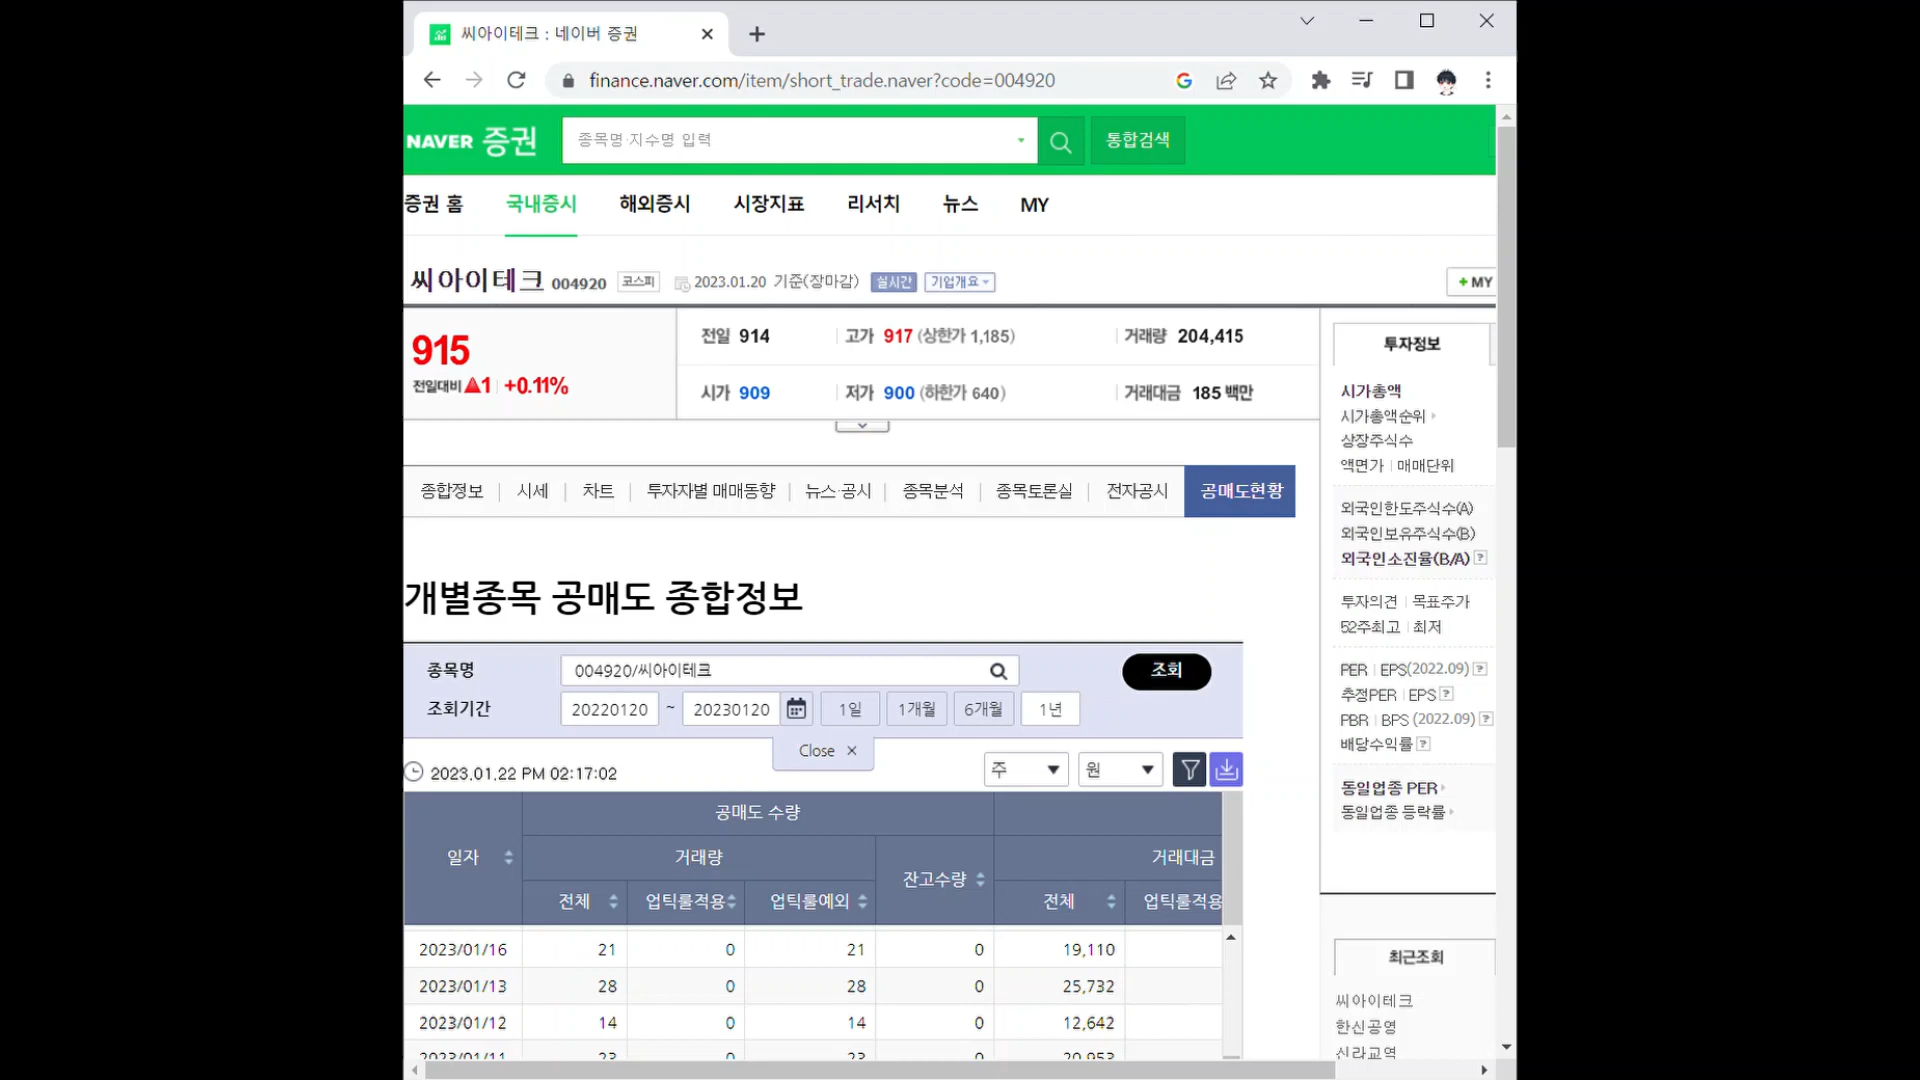 씨아이테크 : 네이버 증권
finance.naver.com/item/short_trade.naver?code=004920
NAVER 증권 종목명·지수명 입력 통합검색
증권 홈 국내증시 해외증시 시장지표 리서치 뉴스 MY
씨아이테크 004920 코스피 2023.01.20 기준(장마감) 실시간 기업개요 + MY
915
전일대비 ▲1 +0.11%
전일 914 고가 917 (상한가 1,185) 거래량 204,415
시가 909 저가 900 (하한가 640) 거래대금 185 백만
종합정보 시세 차트 투자자별 매매동향 뉴스·공시 종목분석 종목토론실 전자공시 공매도현황
개별종목 공매도 종합정보
종목명 004920/씨아이테크 조회
조회기간 20220120 ~ 20230120 1일 1개월 6개월 1년
Close ×
2023.01.22 PM 02:17:02 주 원
공매도 수량
일자 거래량 잔고수량 거래대금
전체 업틱룰적용 업틱룰예외 전체 업틱룰적용
2023/01/16 21 0 21 0 19,110
2023/01/13 28 0 28 0 25,732
2023/01/12 14 0 14 0 12,642
2023/01/11 23 0 23 0 20,953
투자정보
시가총액
시가총액순위
상장주식수
액면가 매매단위
외국인한도주식수(A)
외국인보유주식수(B)
외국인소진율(B/A) ?
투자의견 목표주가
52주최고 최저
PER EPS(2022.09) ?
추정PER EPS ?
PBR BPS (2022.09) ?
배당수익률 ?
동일업종 PER
동일업종 등락률
최근조회
씨아이테크
한신공영
신라교역